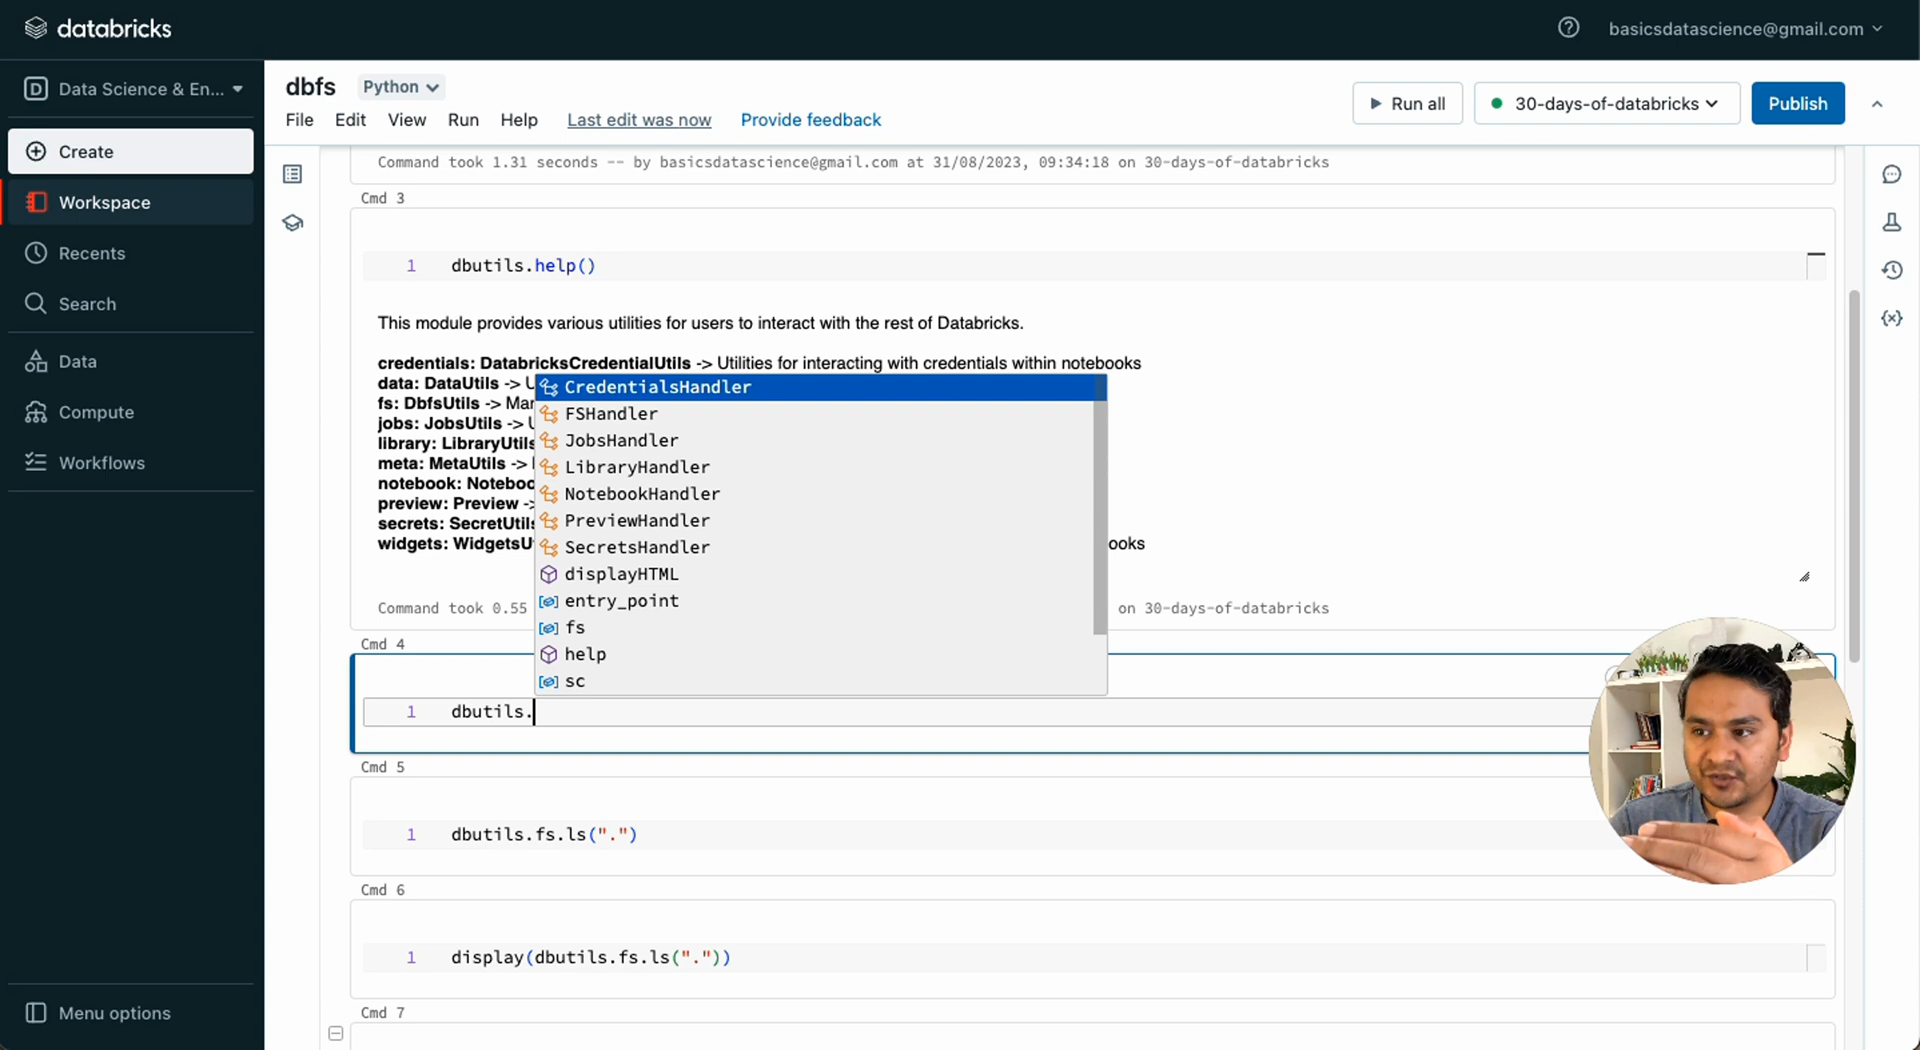 databricks
basicsdatascience@gmail.com
Data Science & En...
Create
Workspace
Recents
Search
Data
Compute
Workflows
Menu options
dbfs
Python
File Edit View Run Help Last edit was now Provide feedback
Run all
30-days-of-databricks
Publish
Command took 1.31 seconds -- by basicsdatascience@gmail.com at 31/08/2023, 09:34:18 on 30-days-of-databricks
Cmd 3
1 dbutils.help()
This module provides various utilities for users to interact with the rest of Databricks.
credentials: DatabricksCredentialUtils -> Utilities for interacting with credentials within notebooks
data: DataUtils -> U
fs: DbfsUtils -> Man
jobs: JobsUtils -> U
library: LibraryUtils
meta: MetaUtils ->
notebook: Noteboo
preview: Preview ->
secrets: SecretUtils
widgets: WidgetsUt ooks
CredentialsHandler
FSHandler
JobsHandler
LibraryHandler
NotebookHandler
PreviewHandler
SecretsHandler
displayHTML
entry_point
fs
help
sc
Command took 0.55 on 30-days-of-databricks
Cmd 4
1 dbutils.
Cmd 5
1 dbutils.fs.ls(".")
Cmd 6
1 display(dbutils.fs.ls("."))
Cmd 7